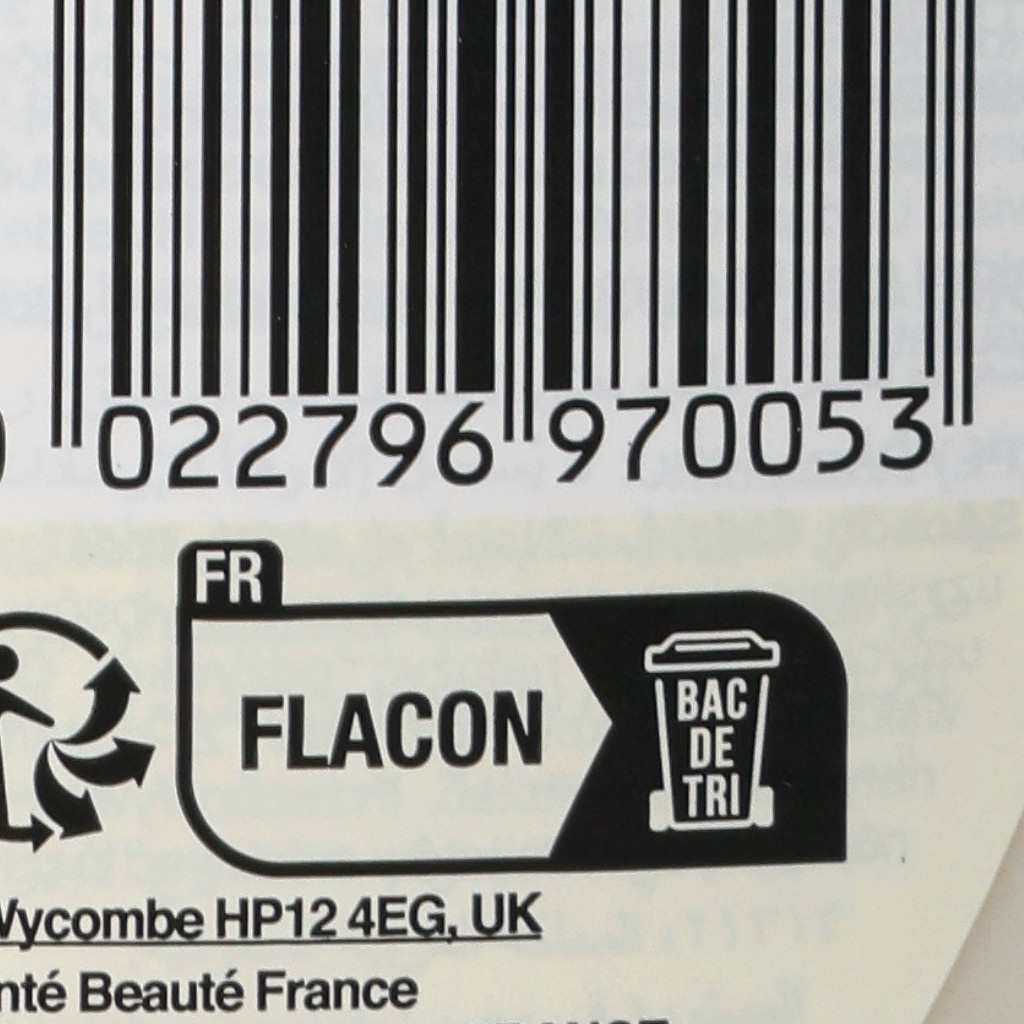 022796 970053
FR
FLACON
BAC
DE
TRI
Wycombe HP12 4EG, UK
nté Beauté France